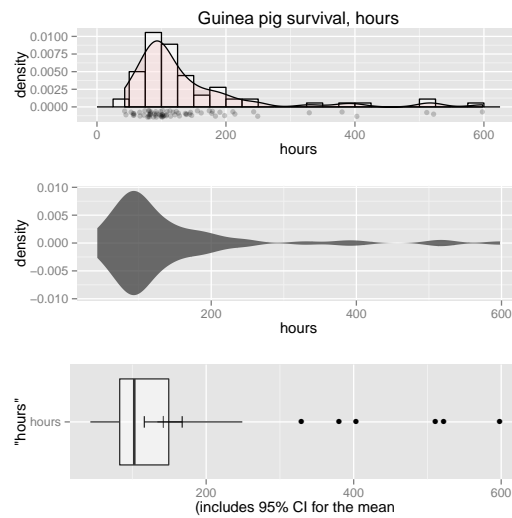 Guinea pig survival, hours
density
0.0100
0.0075
0.0050
0.0025
0.0000
0 200 400 600
hours
density
0.010
0.005
0.000
−0.005
−0.010
200 400 600
hours
"hours"
hours
200 400 600
(includes 95% CI for the mean